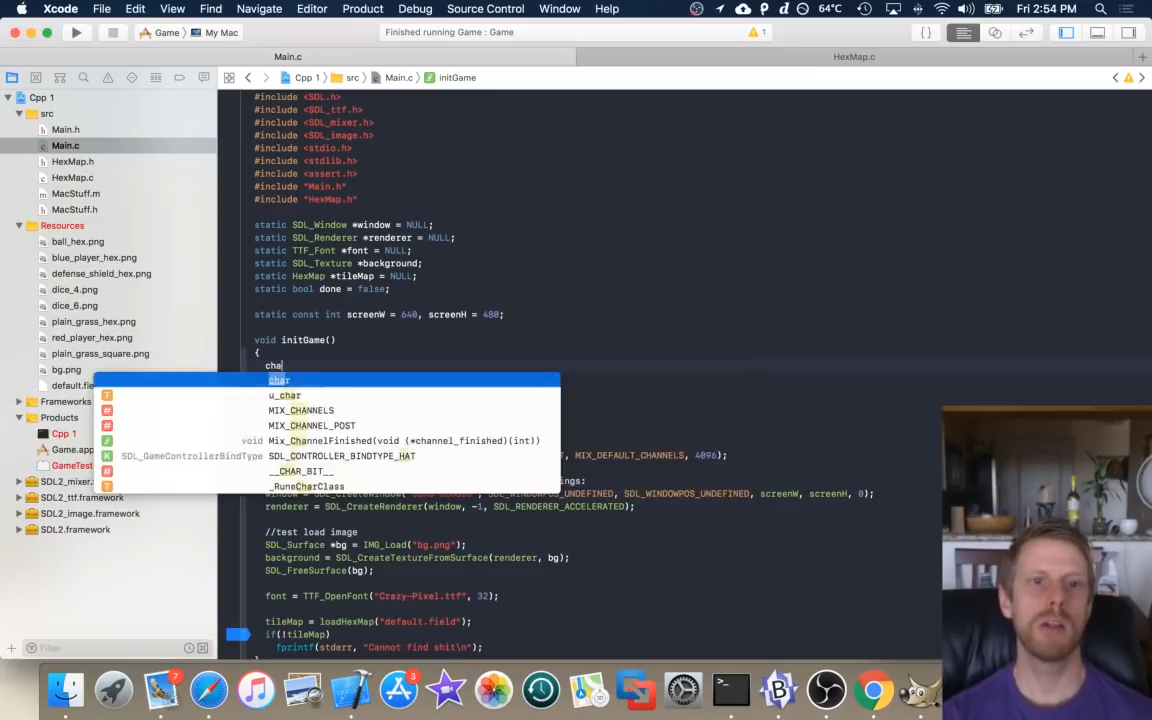 Xcode File Edit View Find Navigate Editor Product Debug Source Control Window Help 64°C Fri 2:54 PM
Game My Mac Finished running Game : Game 1
Main.c HexMap.c
Cpp 1 src Main.c initGame
Cpp 1
src
Main.h
Main.c
HexMap.h
HexMap.c
MacStuff.m
MacStuff.h
Resources
ball_hex.png
blue_player_hex.png
defense_shield_hex.png
dice_4.png
dice_6.png
plain_grass_hex.png
red_player_hex.png
plain_grass_square.png
bg.png
default.fie
Frameworks
Products
Cpp 1
Game.app
GameTest
SDL2_mixer.
SDL2_ttf.framework
SDL2_image.framework
SDL2.framework
Filter
#include <SDL.h>
#include <SDL_ttf.h>
#include <SDL_mixer.h>
#include <SDL_image.h>
#include <stdio.h>
#include <stdlib.h>
#include <assert.h>
#include "Main.h"
#include "HexMap.h"
static SDL_Window *window = NULL;
static SDL_Renderer *renderer = NULL;
static TTF_Font *font = NULL;
static SDL_Texture *background;
static HexMap *tileMap = NULL;
static bool done = false;
static const int screenW = 640, screenH = 480;
void initGame()
{
cha
char
T u_char
# MIX_CHANNELS
# MIX_CHANNEL_POST
f void Mix_ChannelFinished(void (*channel_finished)(int))
K SDL_GameControllerBindType SDL_CONTROLLER_BINDTYPE_HAT
# __CHAR_BIT__
T _RuneCharClass
T, MIX_DEFAULT_CHANNELS, 4096);
ings:
SDL_WINDOWPOS_UNDEFINED, SDL_WINDOWPOS_UNDEFINED, screenW, screenH, 0);
renderer = SDL_CreateRenderer(window, -1, SDL_RENDERER_ACCELERATED);
//test load image
SDL_Surface *bg = IMG_Load("bg.png");
background = SDL_CreateTextureFromSurface(renderer, bg);
SDL_FreeSurface(bg);
font = TTF_OpenFont("Crazy-Pixel.ttf", 32);
tileMap = loadHexMap("default.field");
if(!tileMap)
fprintf(stderr, "Cannot find shit\n");
7
3